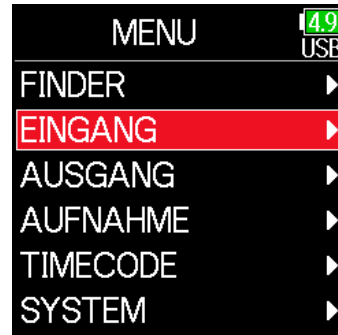 MENU
4.9
USB
FINDER
EINGANG
AUSGANG
AUFNAHME
TIMECODE
SYSTEM